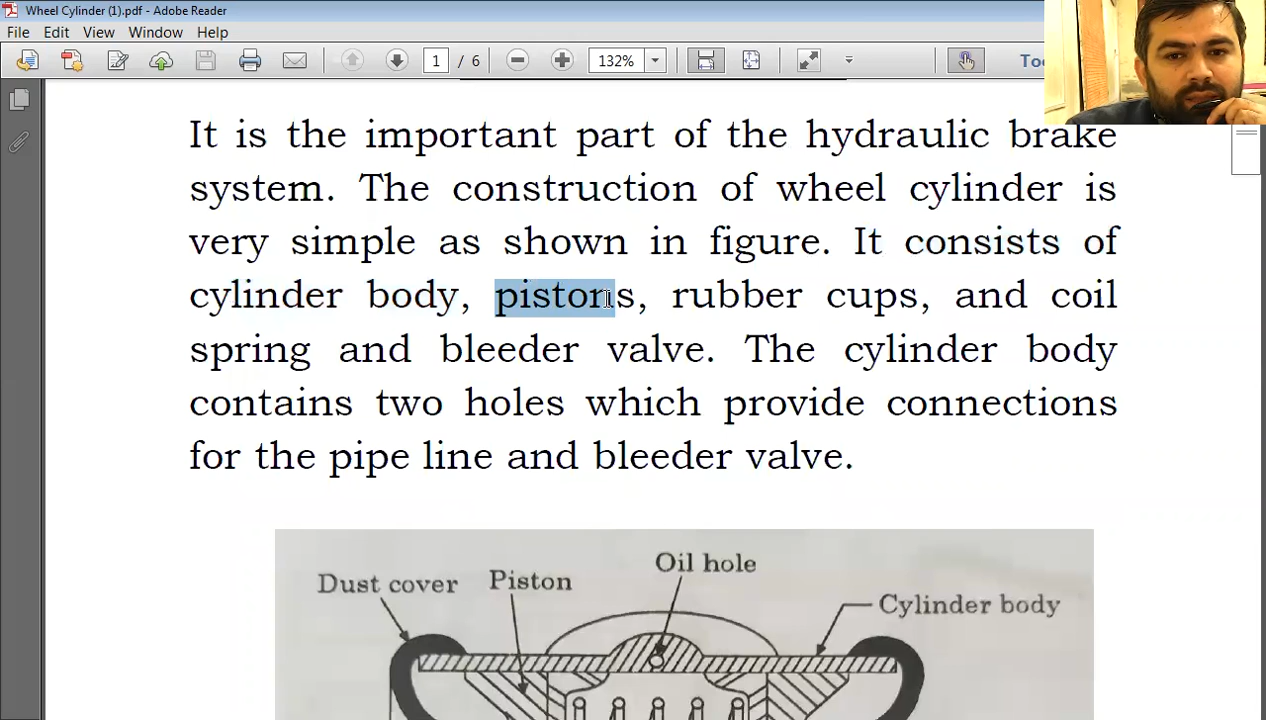 Wheel Cylinder (1).pdf - Adobe Reader
File Edit View Window Help
1 / 6 132%
It is the important part of the hydraulic brake
system. The construction of wheel cylinder is
very simple as shown in figure. It consists of
cylinder body, pistons, rubber cups, and coil
spring and bleeder valve. The cylinder body
contains two holes which provide connections
for the pipe line and bleeder valve.
Oil hole
Dust cover Piston
Cylinder body